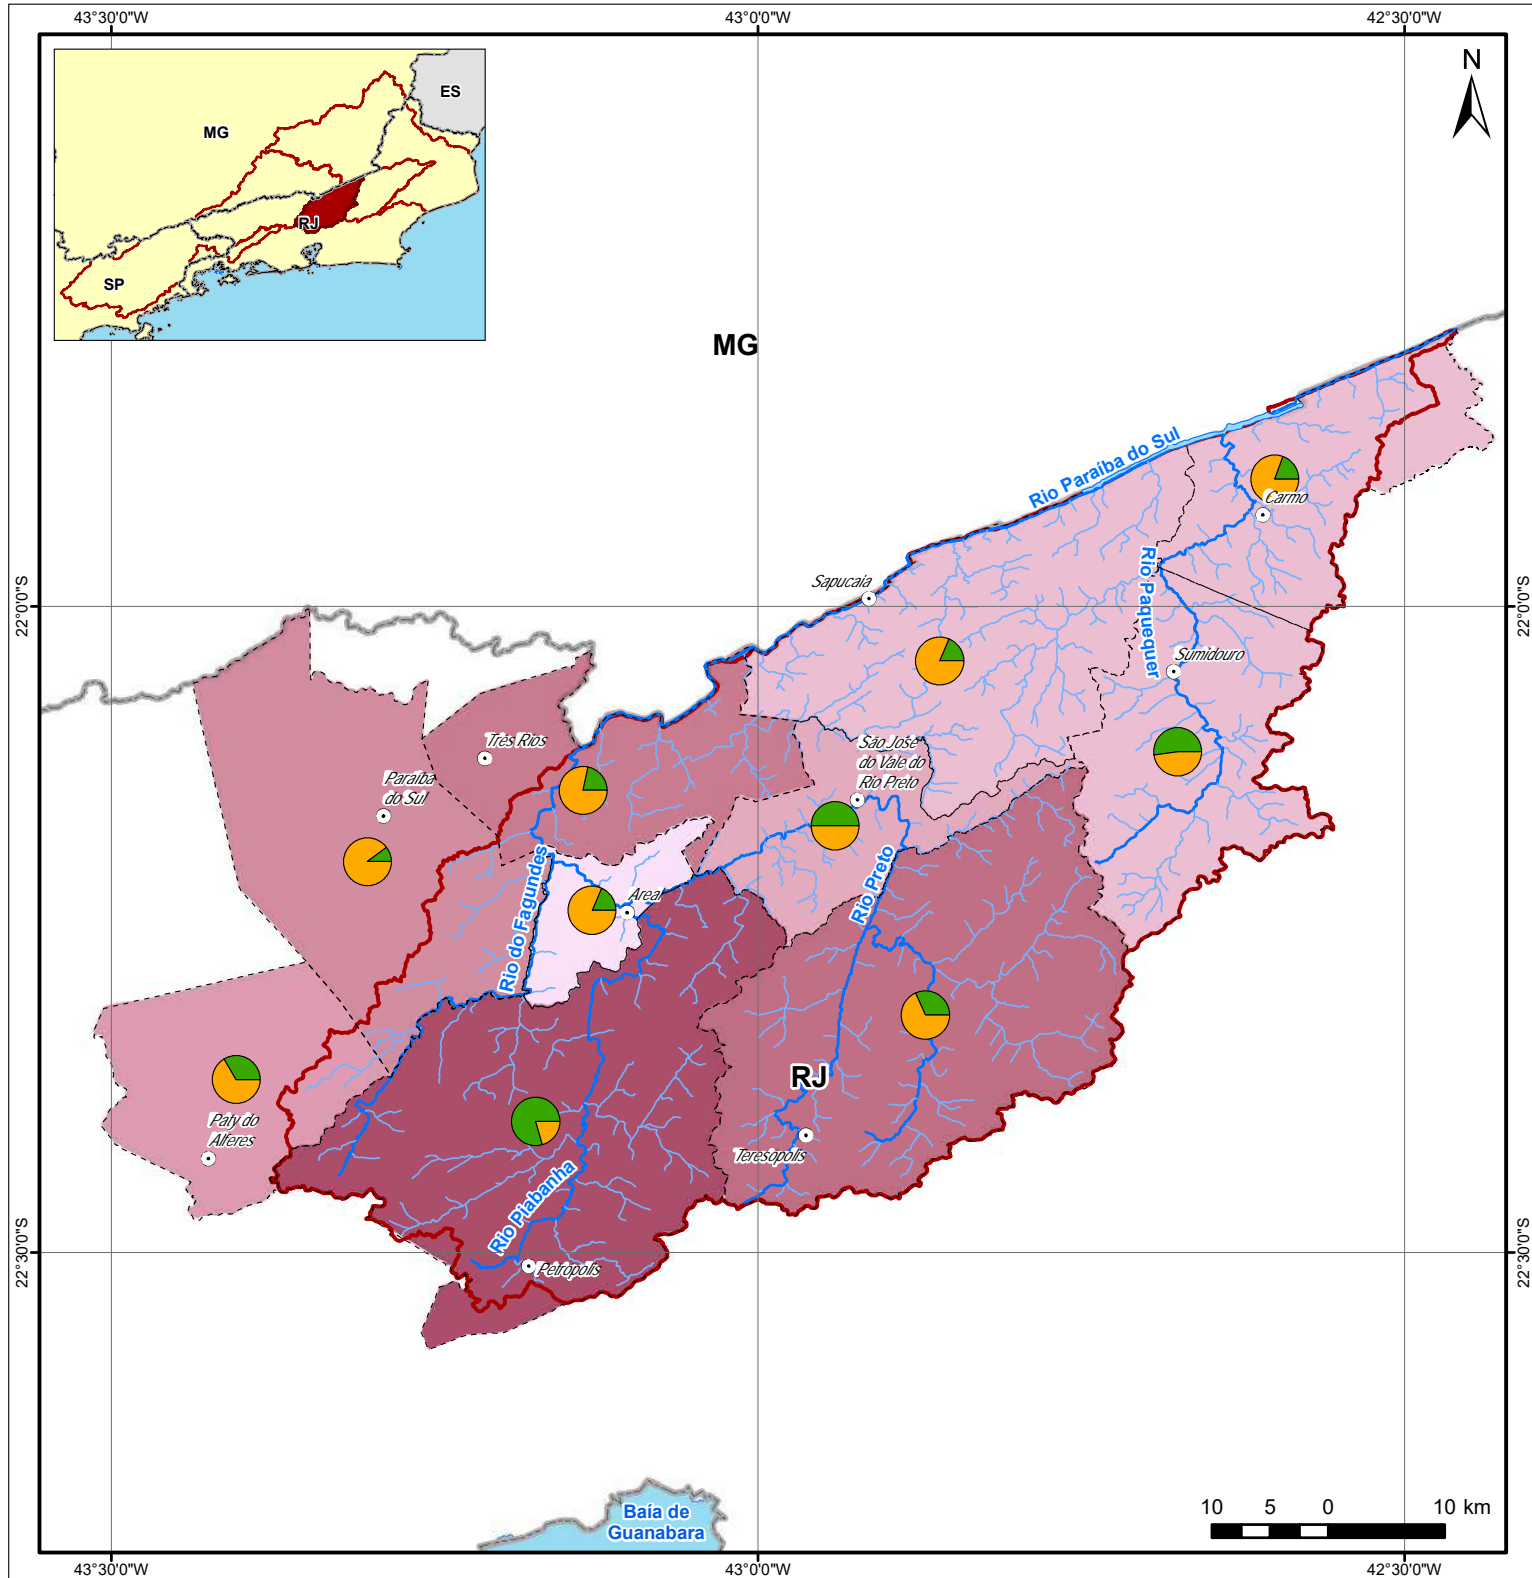 43°30'0"W
43°0'0"W
42°30'0"W
ES
MG
RJ
SP
N
MG
Rio Paraíba do Sul
Carmo
Rio Paquequer
Sapucaia
22°0'0"S
22°0'0"S
Sumidouro
Três Rios
São José
do Vale do
Rio Preto
Paraíba
do Sul
Rio do Fagundes
Areal
Rio Preto
RJ
Paty do
Alferes
Teresópolis
Rio Piabanha
Petrópolis
22°30'0"S
22°30'0"S
Baía de
Guanabara
10 5 0 10 km
43°30'0"W
43°0'0"W
42°30'0"W